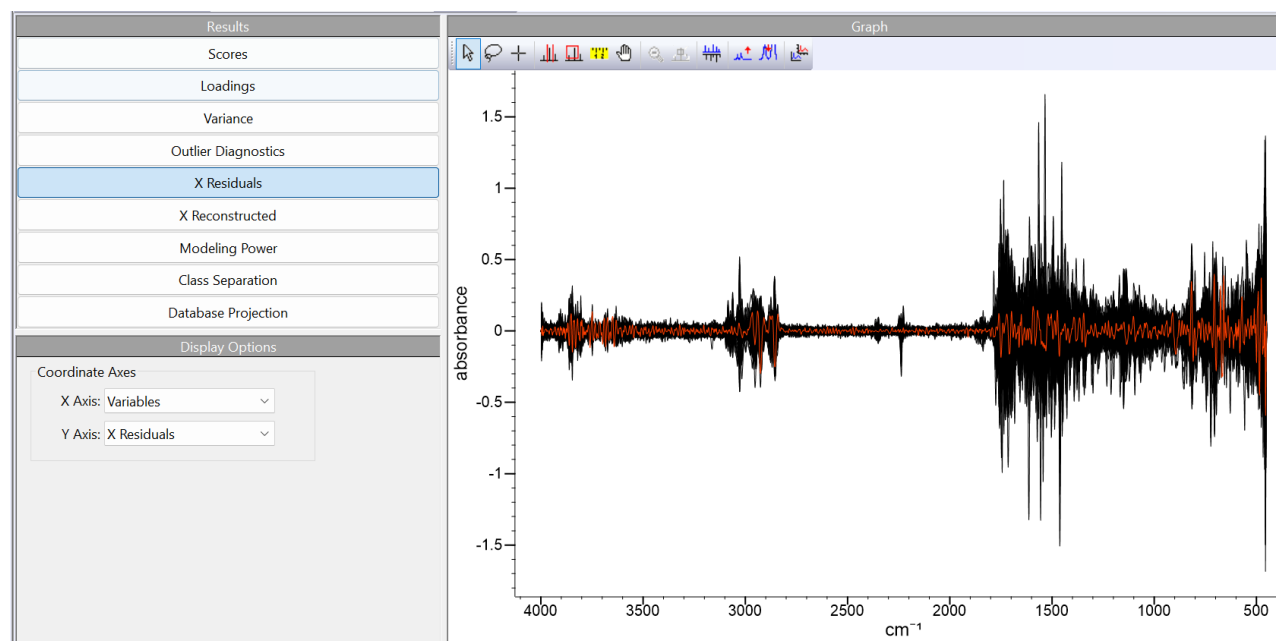 Results
Scores
Loadings
Variance
Outlier Diagnostics
X Residuals
X Reconstructed
Modeling Power
Class Separation
Database Projection
Display Options
Coordinate Axes
X Axis: Variables
Y Axis: X Residuals
Graph
1.5
1
0.5
0
-0.5
-1
-1.5
absorbance
4000 3500 3000 2500 2000 1500 1000 500
cm⁻¹